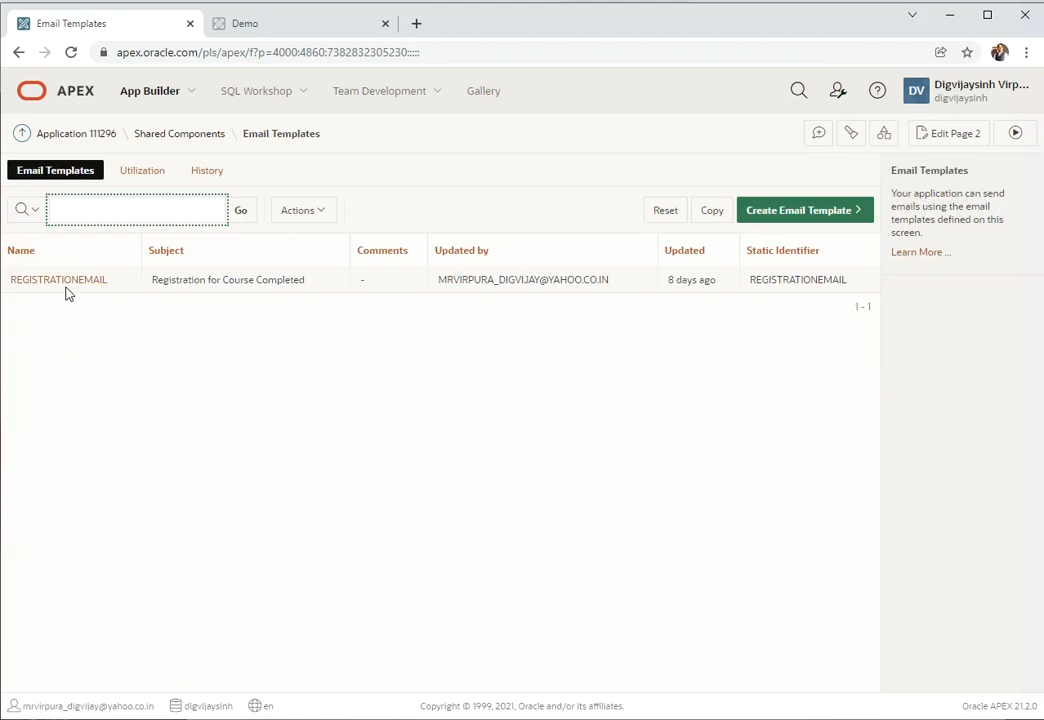 Email Templates
Demo
apex.oracle.com/pls/apex/f?p=4000:4860:7382832305230:::::
APEX
App Builder
SQL Workshop
Team Development
Gallery
DV
Digvijaysinh Virp...
digvijaysinh
Application 111296 \ Shared Components \ Email Templates
Edit Page 2
Email Templates
Utilization
History
Go
Actions
Reset
Copy
Create Email Template
Name
Subject
Comments
Updated by
Updated
Static Identifier
REGISTRATIONEMAIL
Registration for Course Completed
-
MRVIRPURA_DIGVIJAY@YAHOO.CO.IN
8 days ago
REGISTRATIONEMAIL
1 - 1
Email Templates
Your application can send
emails using the email
templates defined on this
screen.
Learn More ...
mrvirpura_digvijay@yahoo.co.in
digvijaysinh
en
Copyright © 1999, 2021, Oracle and/or its affiliates.
Oracle APEX 21.2.0